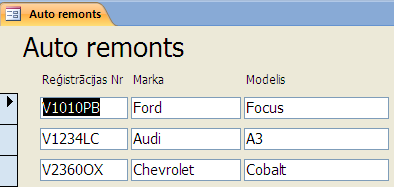 Auto remonts
Auto remonts
Reģistrācijas Nr Marka Modelis
V1010PB Ford Focus
V1234LC Audi A3
V2360OX Chevrolet Cobalt